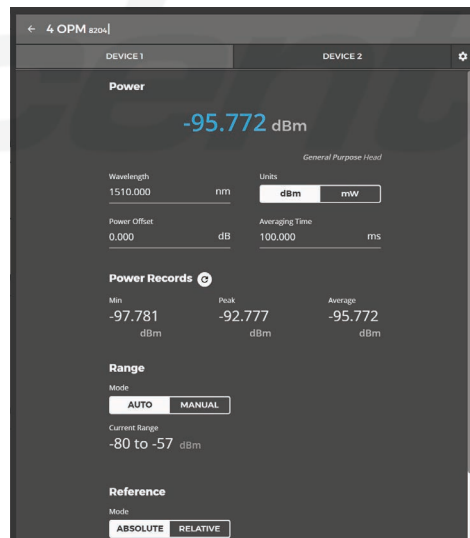 ← 4 OPM 8204
DEVICE 1 DEVICE 2
Power
-95.772 dBm
General Purpose Head
Wavelength Units
1510.000 nm dBm mW
Power Offset Averaging Time
0.000 dB 100.000 ms
Power Records
Min Peak Average
-97.781 -92.777 -95.772
dBm dBm dBm
Range
Mode
AUTO MANUAL
Current Range
-80 to -57 dBm
Reference
Mode
ABSOLUTE RELATIVE